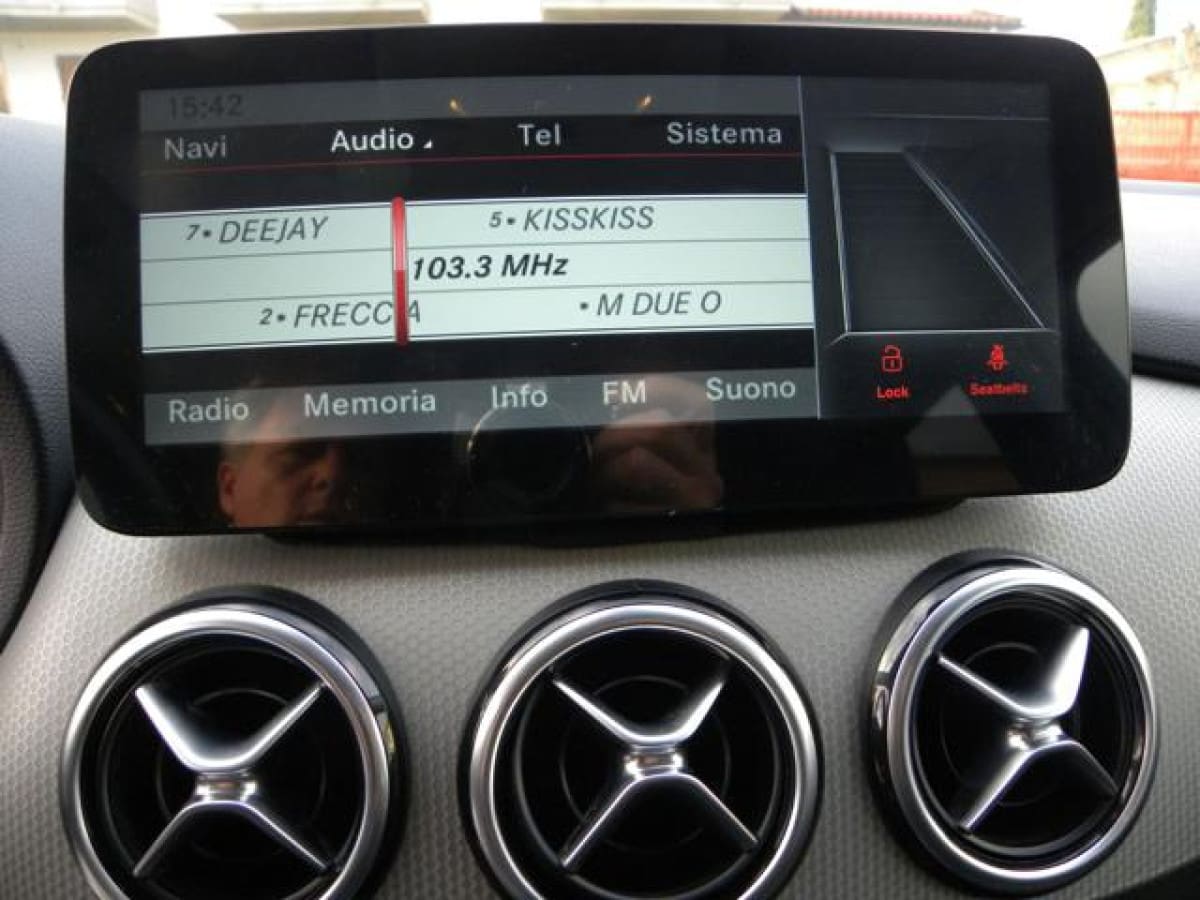 15:42
Navi Audio Tel Sistema
7• DEEJAY 5• KISSKISS
103.3 MHz
2• FRECCIA • M DUE O
Lock Seatbelts
Radio Memoria Info FM Suono